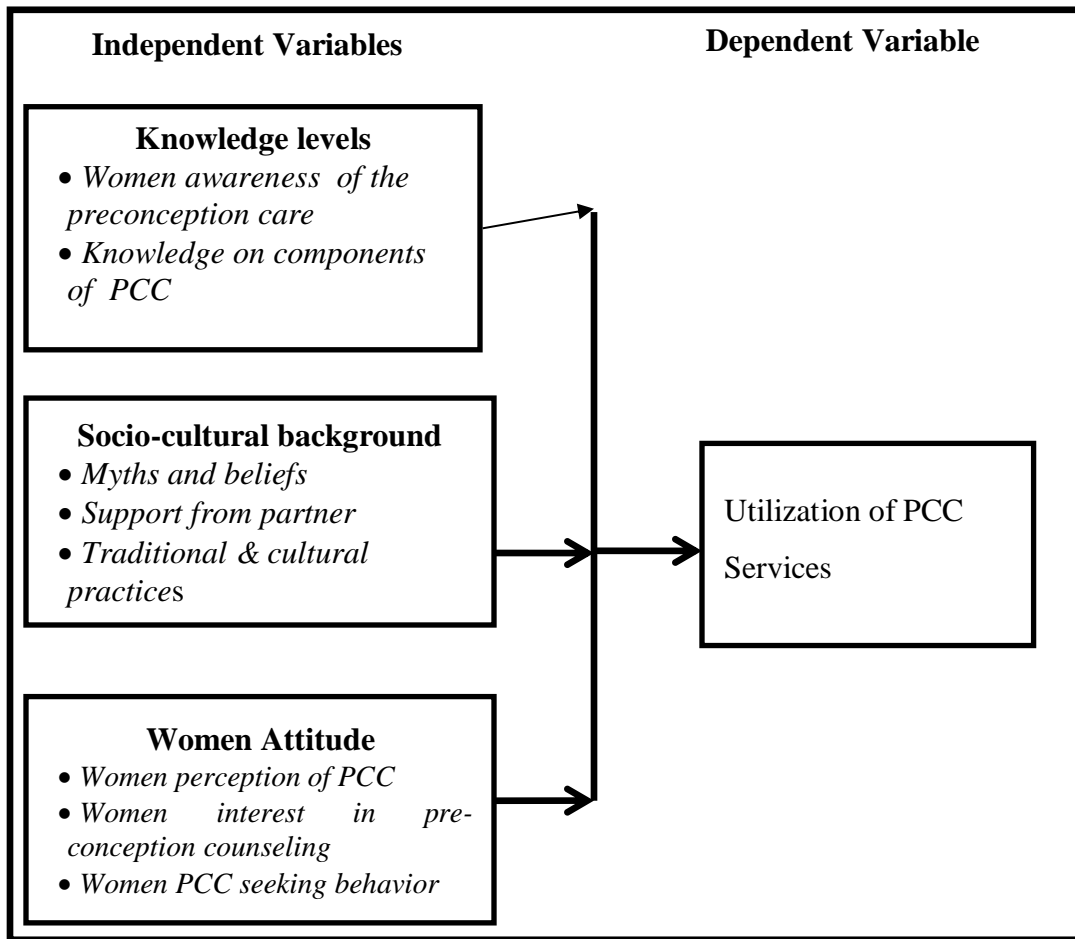 Independent Variables
Dependent Variable
Knowledge levels
• Women awareness of the
preconception care
• Knowledge on components
of PCC
Socio-cultural background
• Myths and beliefs
• Support from partner
• Traditional & cultural
practices
Utilization of PCC
Services
Women Attitude
• Women perception of PCC
• Women interest in pre-
conception counseling
• Women PCC seeking behavior